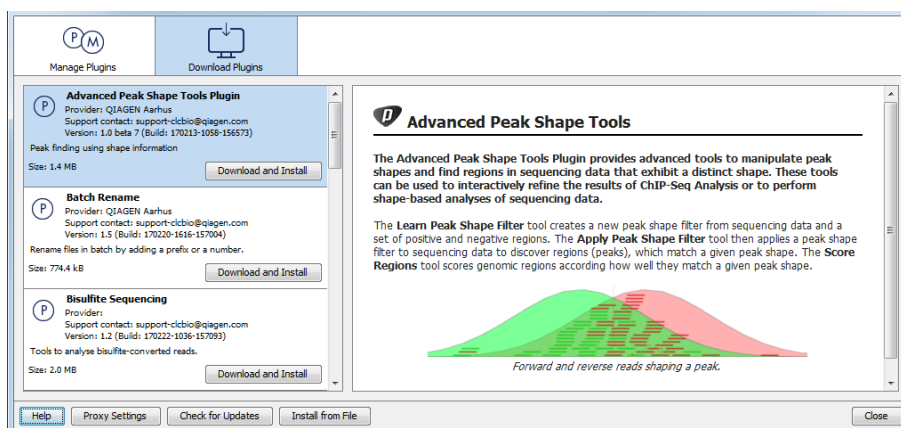 P M
Manage Plugins
Download Plugins
P
Advanced Peak Shape Tools Plugin
Provider: QIAGEN Aarhus
Support contact: support-clcbio@qiagen.com
Version: 1.0 beta 7 (Build: 170213-1058-156573)
Peak finding using shape information
Size: 1.4 MB
Download and Install
P
Batch Rename
Provider: QIAGEN Aarhus
Support contact: support-clcbio@qiagen.com
Version: 1.5 (Build: 170220-1616-157004)
Rename files in batch by adding a prefix or a number.
Size: 774.4 kB
Download and Install
P
Bisulfite Sequencing
Provider:
Support contact: support-clcbio@qiagen.com
Version: 1.2 (Build: 170222-1036-157093)
Tools to analyse bisulfite-converted reads.
Size: 2.0 MB
Download and Install
p
Advanced Peak Shape Tools
The Advanced Peak Shape Tools Plugin provides advanced tools to manipulate peak
shapes and find regions in sequencing data that exhibit a distinct shape. These tools
can be used to interactively refine the results of ChIP-Seq Analysis or to perform
shape-based analyses of sequencing data.
The Learn Peak Shape Filter tool creates a new peak shape filter from sequencing data and a
set of positive and negative regions. The Apply Peak Shape Filter tool then applies a peak shape
filter to sequencing data to discover regions (peaks), which match a given peak shape. The Score
Regions tool scores genomic regions according how well they match a given peak shape.
Forward and reverse reads shaping a peak.
Help
Proxy Settings
Check for Updates
Install from File
Close